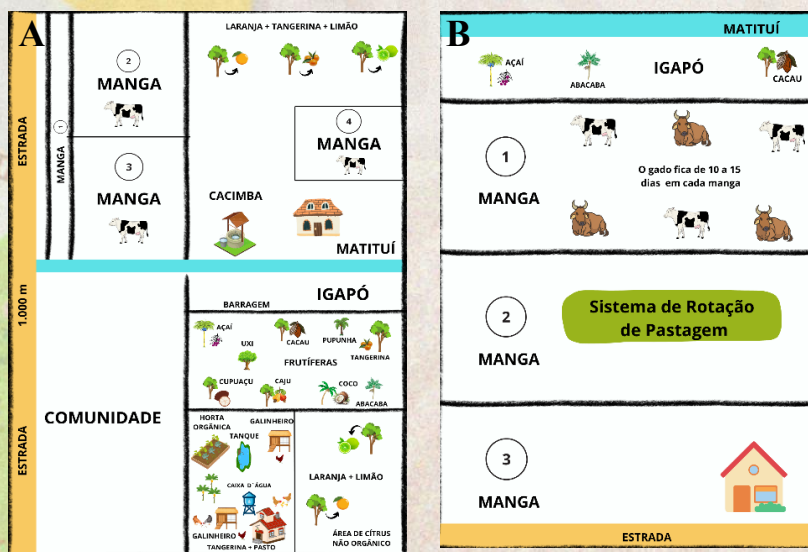 A
LARANJA + TANGERINA + LIMÃO
2
MANGA
1
MANGA
ESTRADA
3
MANGA
4
MANGA
CACIMBA
MATITUÍ
1.000 m
IGAPÓ
BARRAGEM
AÇAÍ
UXI
CACAU
PUPUNHA
TANGERINA
FRUTÍFERAS
CUPUAÇU
CAJU
COCO
ABACABA
COMUNIDADE
ESTRADA
HORTA
ORGÂNICA
GALINHEIRO
TANQUE
CAIXA D´ÁGUA
GALINHEIRO
TANGERINA + PASTO
LARANJA + LIMÃO
ÁREA DE CÍTRUS
NÃO ORGÂNICO
B
MATITUÍ
AÇAÍ
ABACABA
IGAPÓ
CACAU
1
MANGA
O gado fica de 10 a 15
dias em cada manga
2
MANGA
Sistema de Rotação
de Pastagem
3
MANGA
ESTRADA